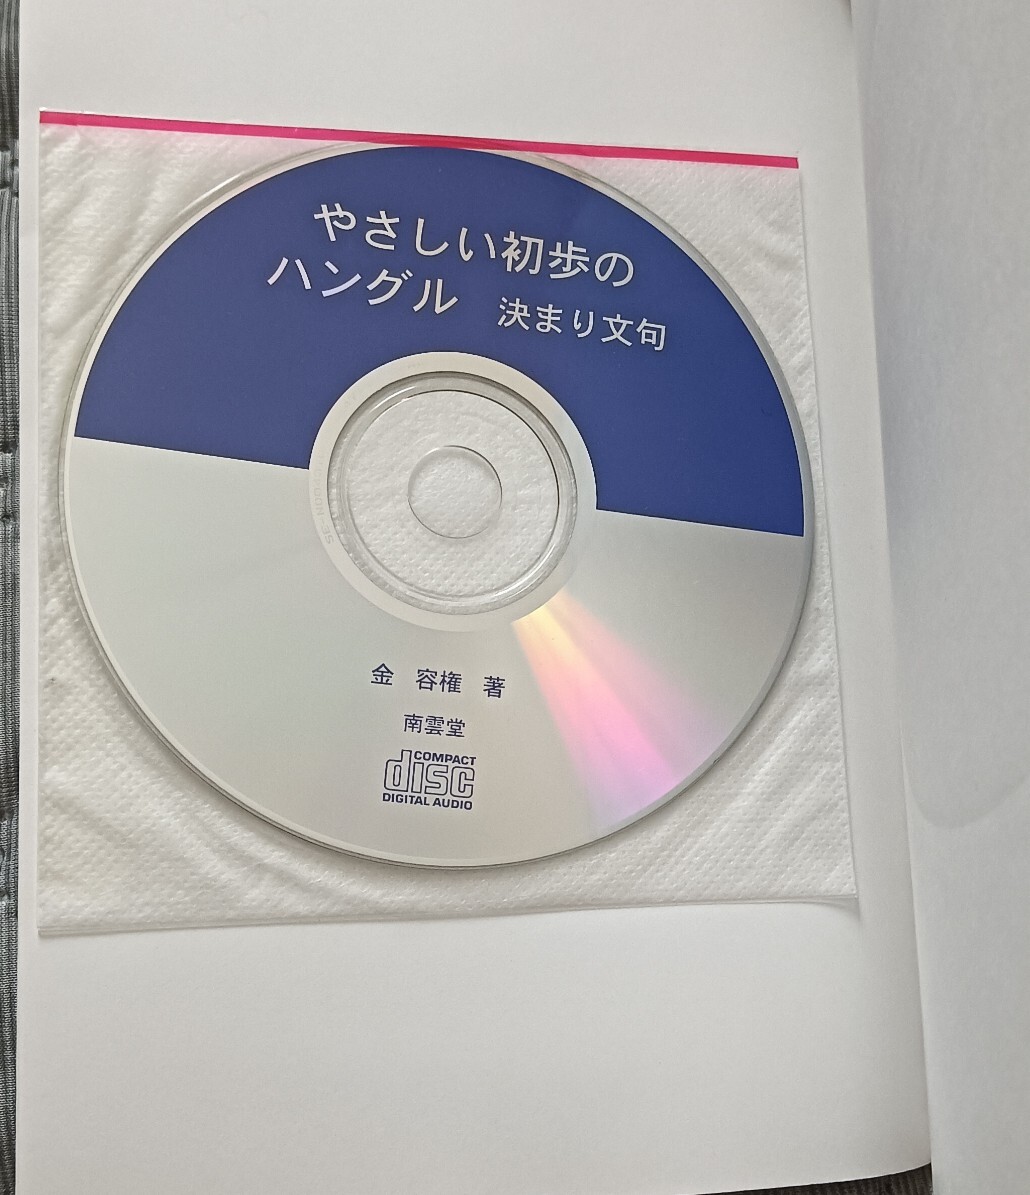 やさしい初歩の
ハングル 決まり文句
金 容権 著
南雲堂
COMPACT
disc
DIGITAL AUDIO